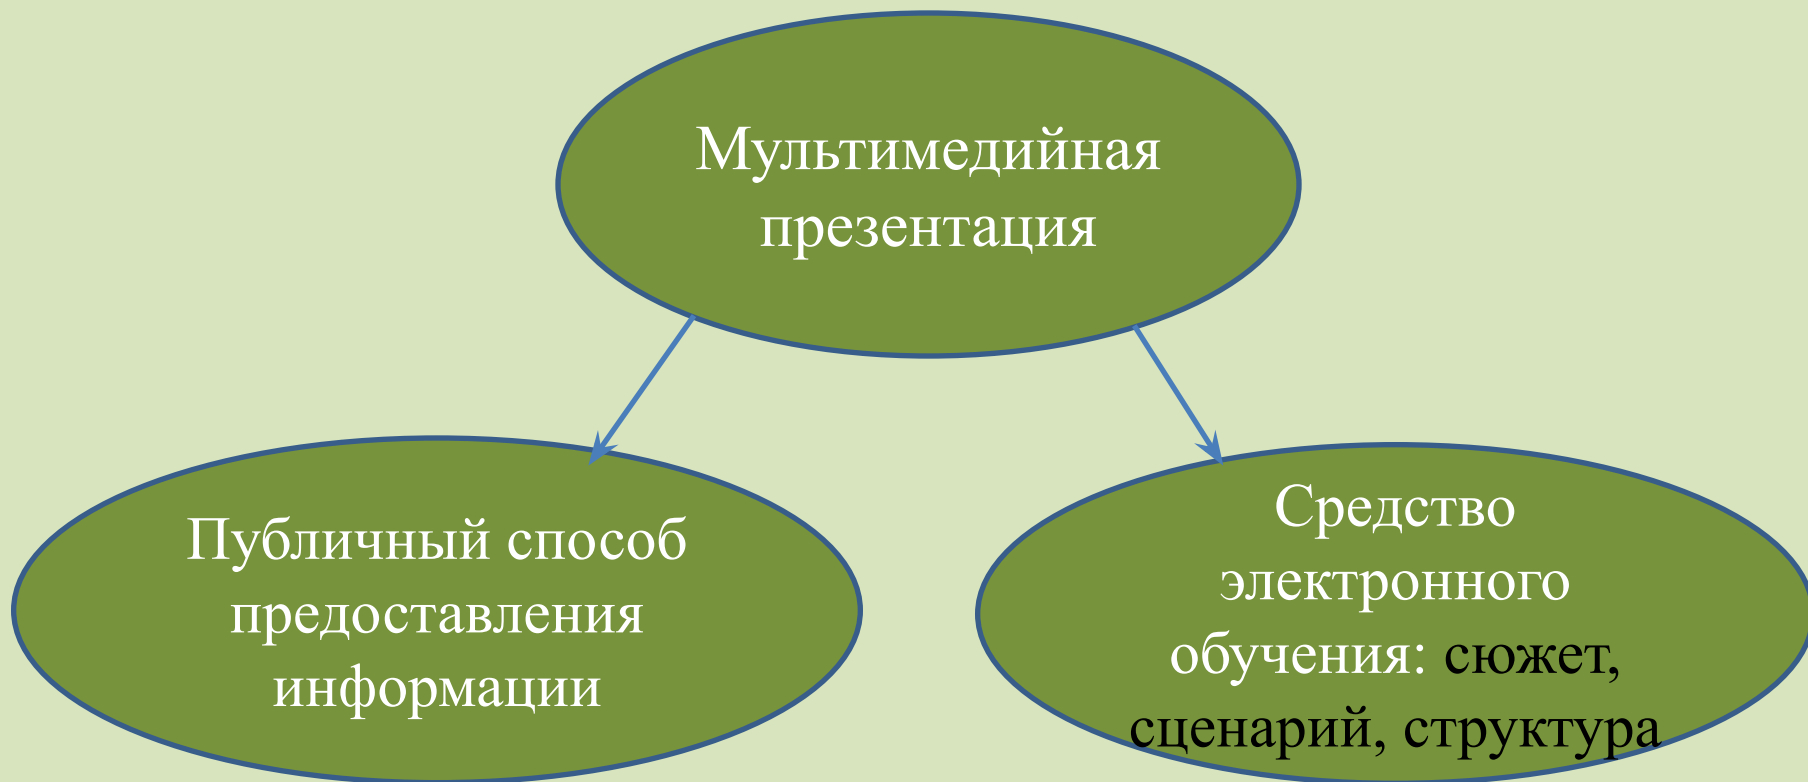 Мультимедийная
презентация
Публичный способ
предоставления
информации
Средство
электронного
обучения: сюжет,
сценарий, структура